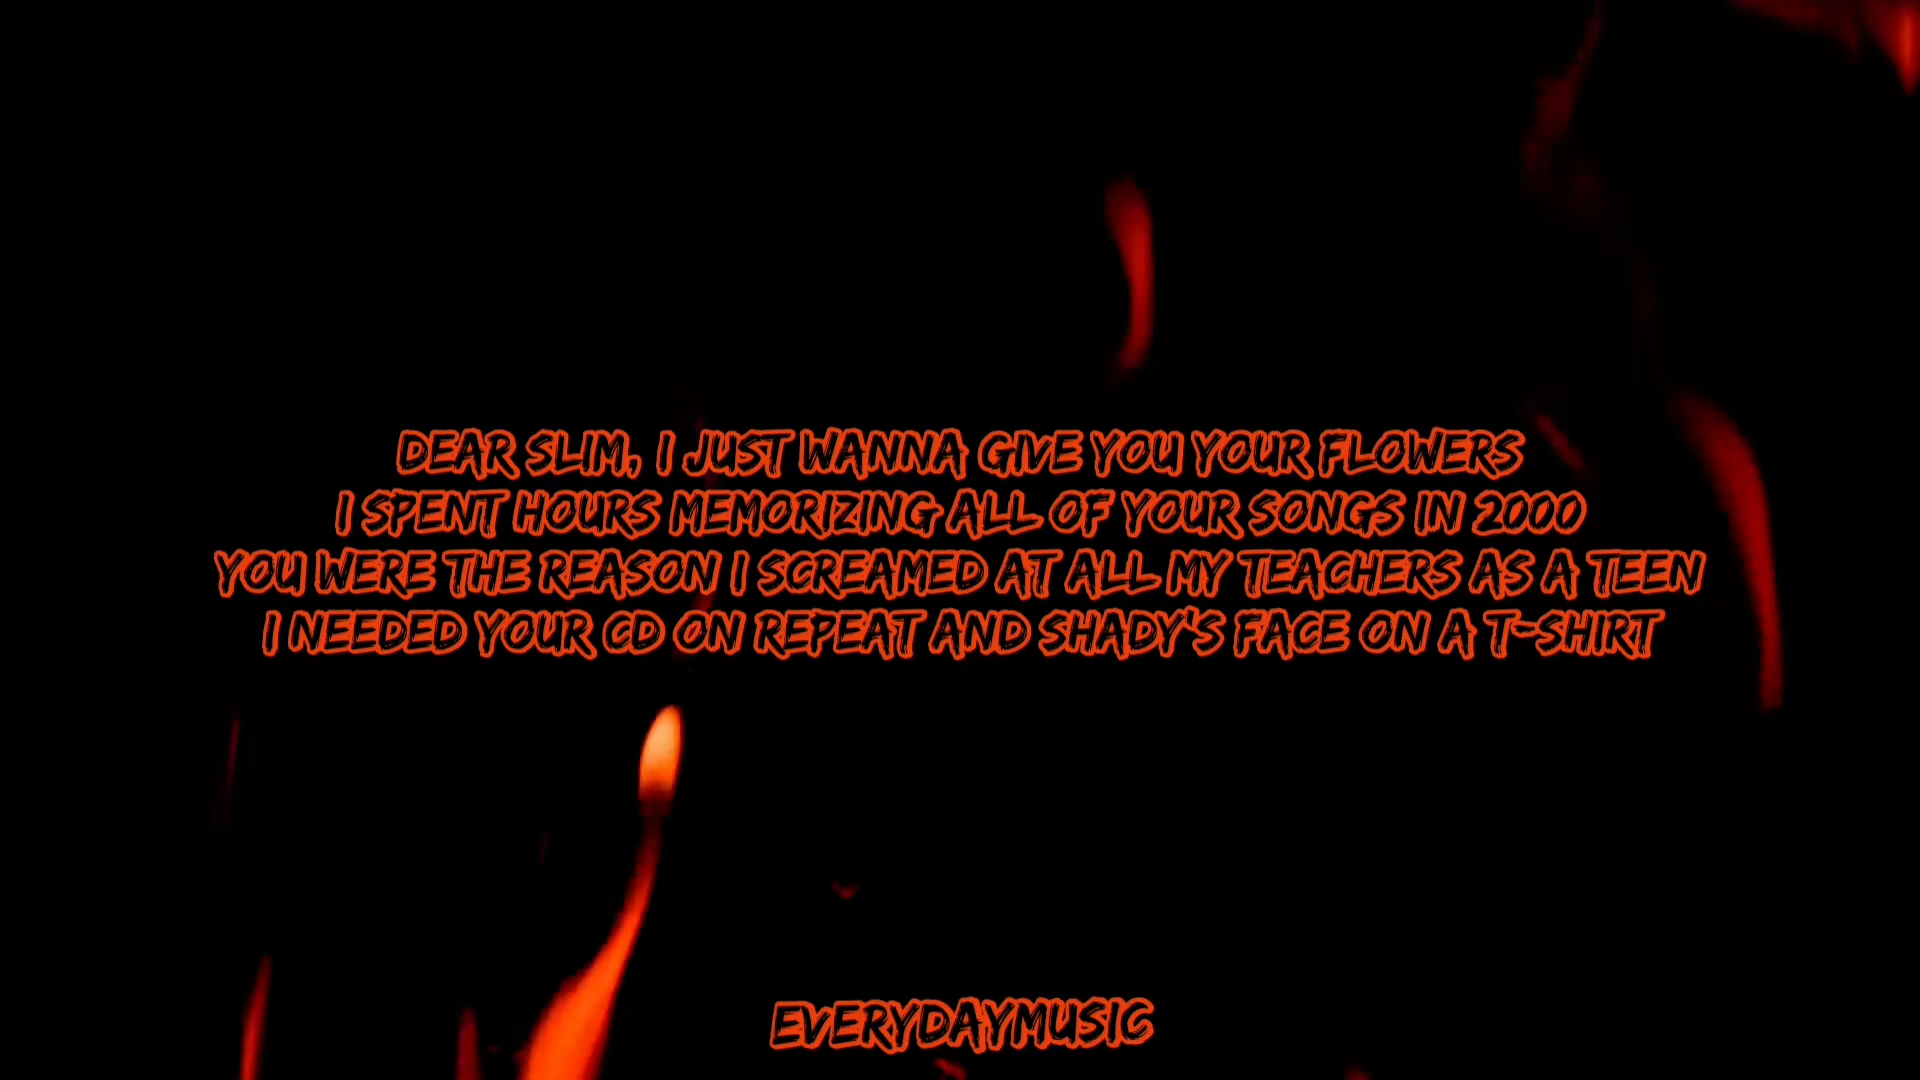 DEAR SLIM, I JUST WANNA GIVE YOU YOUR FLOWERS
I SPENT HOURS MEMORIZING ALL OF YOUR SONGS IN 2000
YOU WERE THE REASON I SCREAMED AT ALL MY TEACHERS AS A TEEN
I NEEDED YOUR CD ON REPEAT AND SHADY'S FACE ON A T-SHIRT
EVERYDAYMUSIC